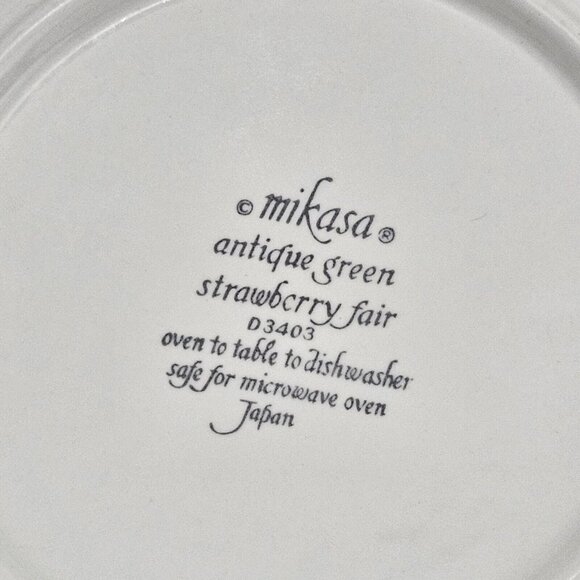 © mikasa ®
antique green
strawberry fair
D3403
oven to table to dishwasher
safe for microwave oven
Japan